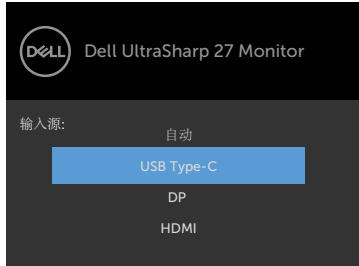 DELL Dell UltraSharp 27 Monitor
输入源:
自动
USB Type-C
DP
HDMI